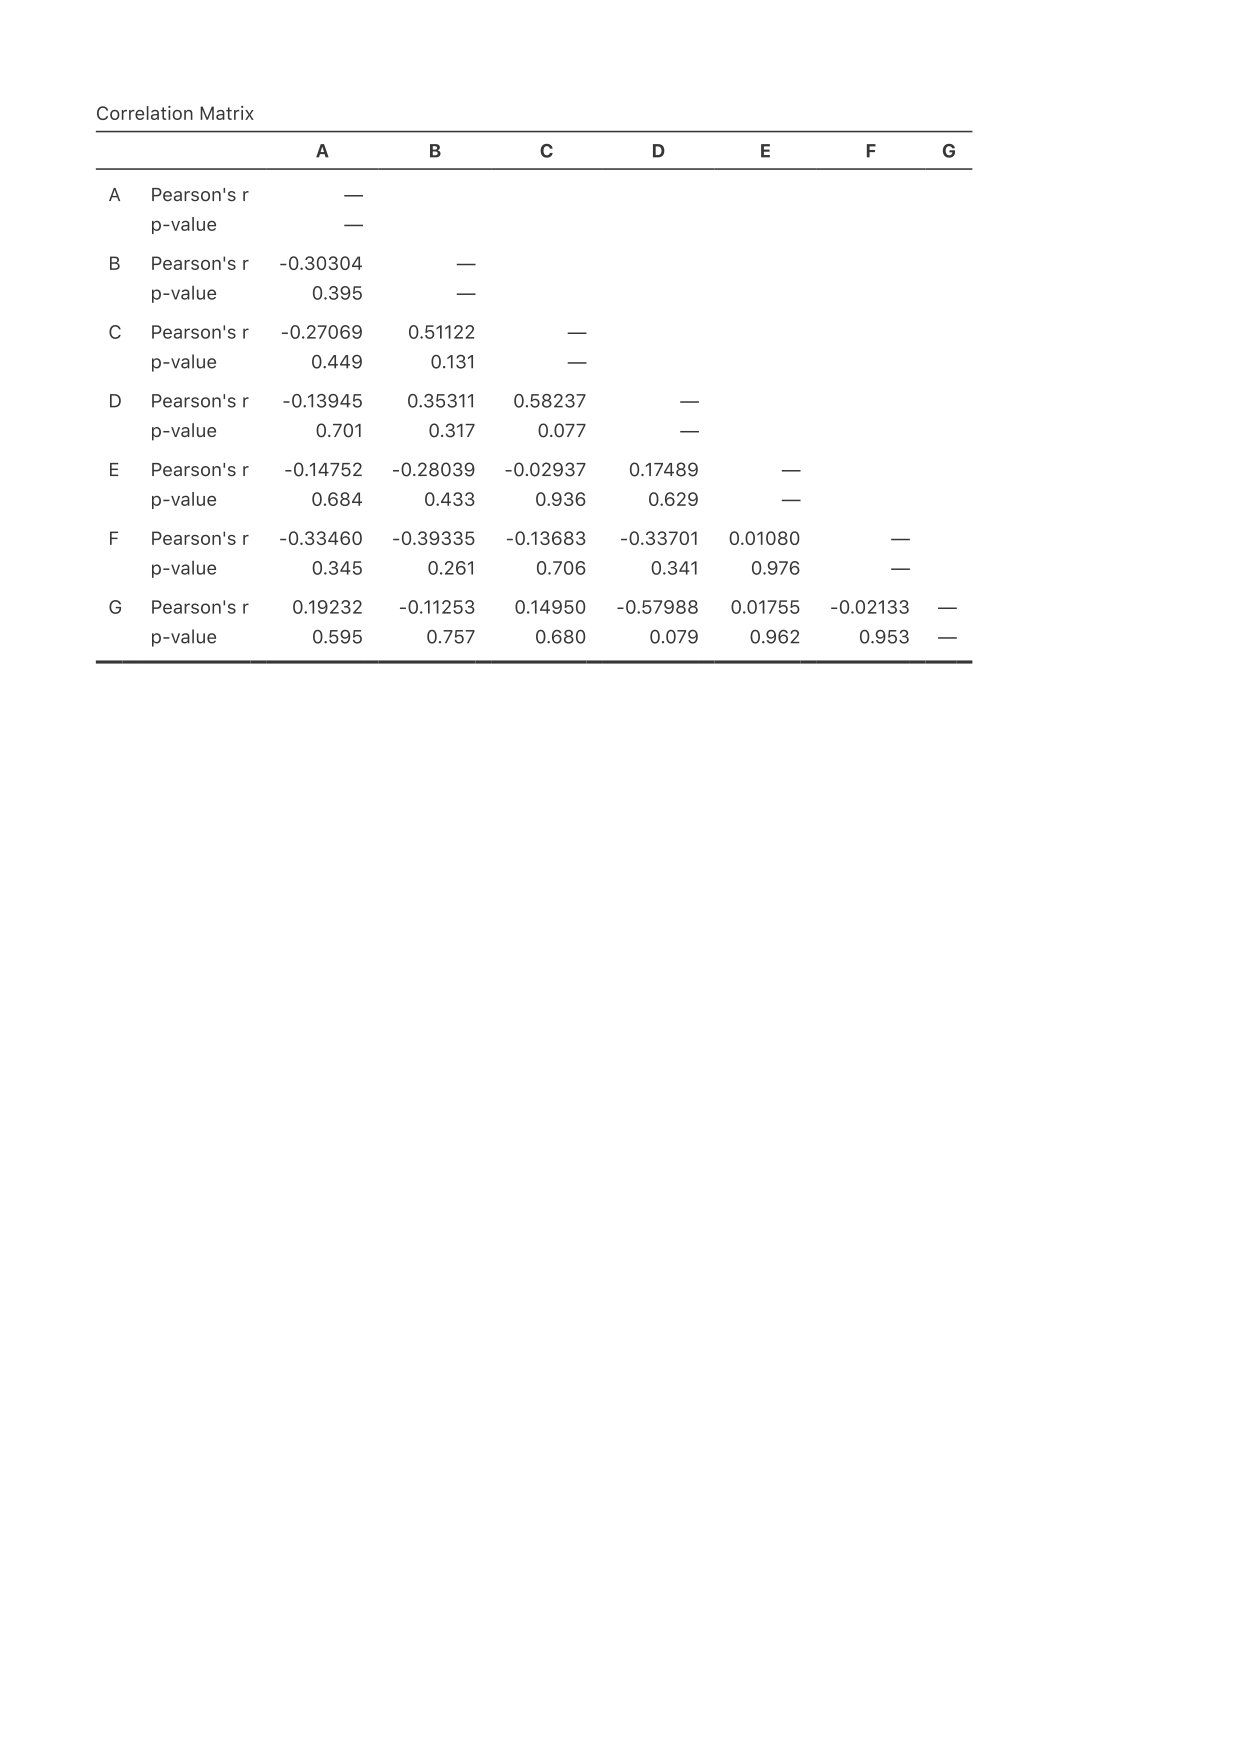 Correlation Matrix
A B C D E F G
A Pearson's r —
p-value —
B Pearson's r -0.30304 —
p-value 0.395 —
C Pearson's r -0.27069 0.51122 —
p-value 0.449 0.131 —
D Pearson's r -0.13945 0.35311 0.58237 —
p-value 0.701 0.317 0.077 —
E Pearson's r -0.14752 -0.28039 -0.02937 0.17489 —
p-value 0.684 0.433 0.936 0.629 —
F Pearson's r -0.33460 -0.39335 -0.13683 -0.33701 0.01080 —
p-value 0.345 0.261 0.706 0.341 0.976 —
G Pearson's r 0.19232 -0.11253 0.14950 -0.57988 0.01755 -0.02133 —
p-value 0.595 0.757 0.680 0.079 0.962 0.953 —